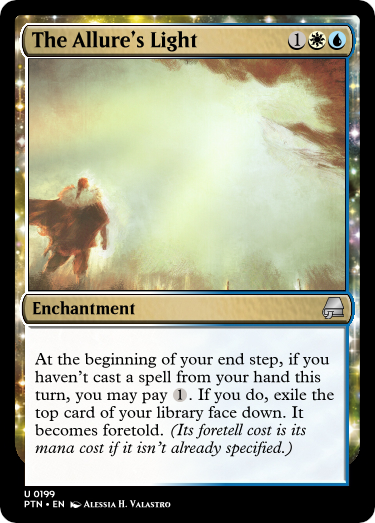 The Allure's Light 1
Enchantment
At the beginning of your end step, if you
haven't cast a spell from your hand this
turn, you may pay 1. If you do, exile the
top card of your library face down. It
becomes foretold. (Its foretell cost is its
mana cost if it isn't already specified.)
U 0199
PTN • EN Alessia H. Valastro